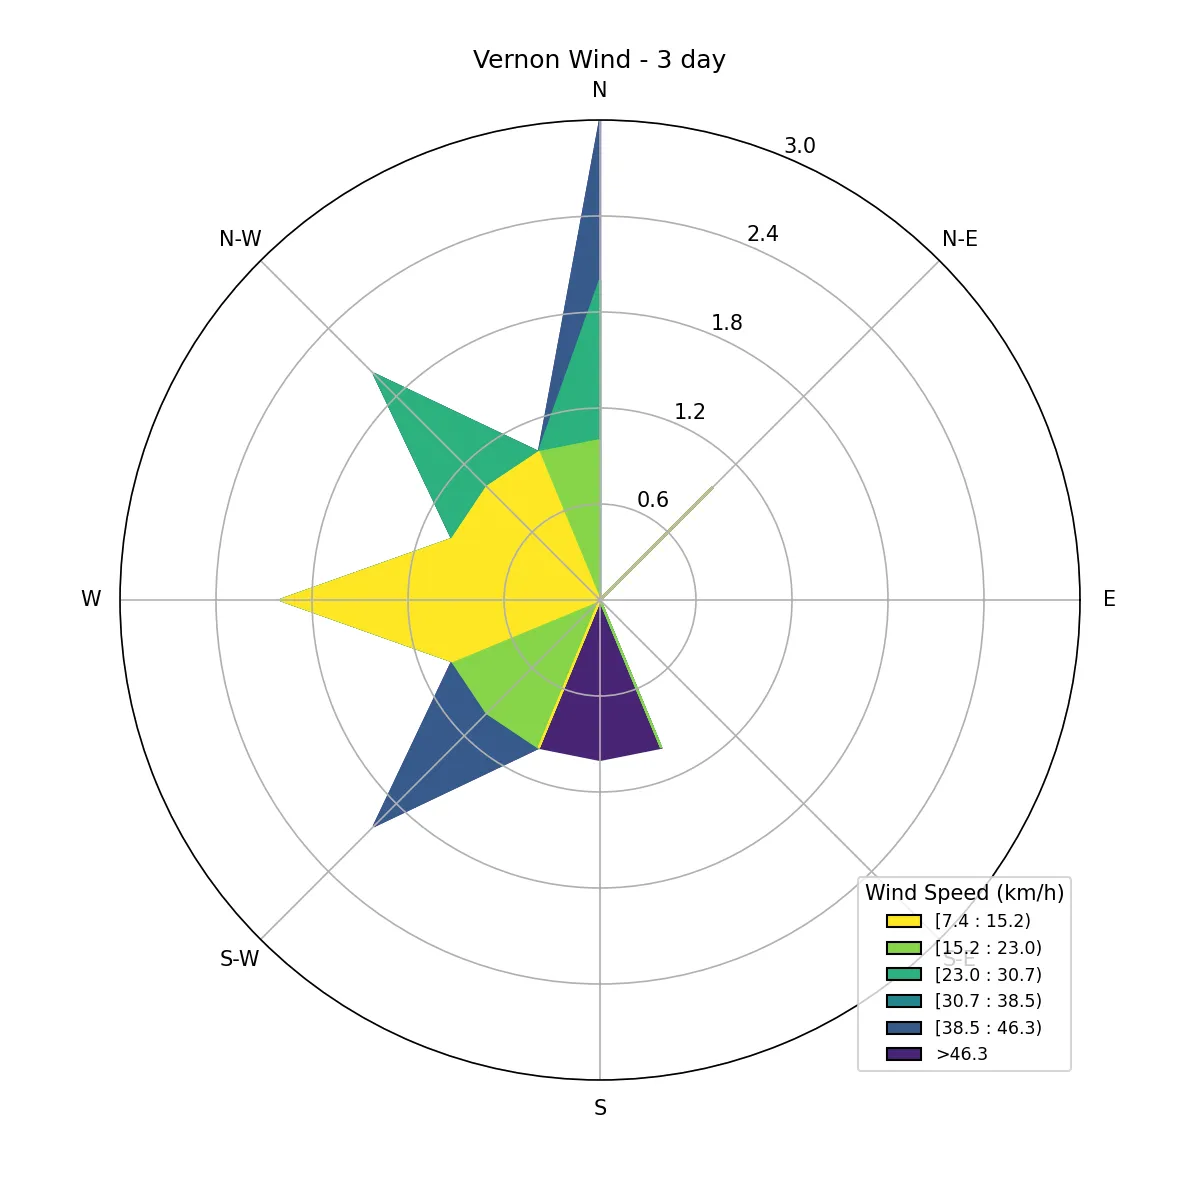 Vernon Wind - 3 day
N
3.0
N-W
N-E
2.4
1.8
1.2
0.6
W
E
S-W
S-E
S
Wind Speed (km/h)
[7.4 : 15.2)
[15.2 : 23.0)
[23.0 : 30.7)
[30.7 : 38.5)
[38.5 : 46.3)
>46.3